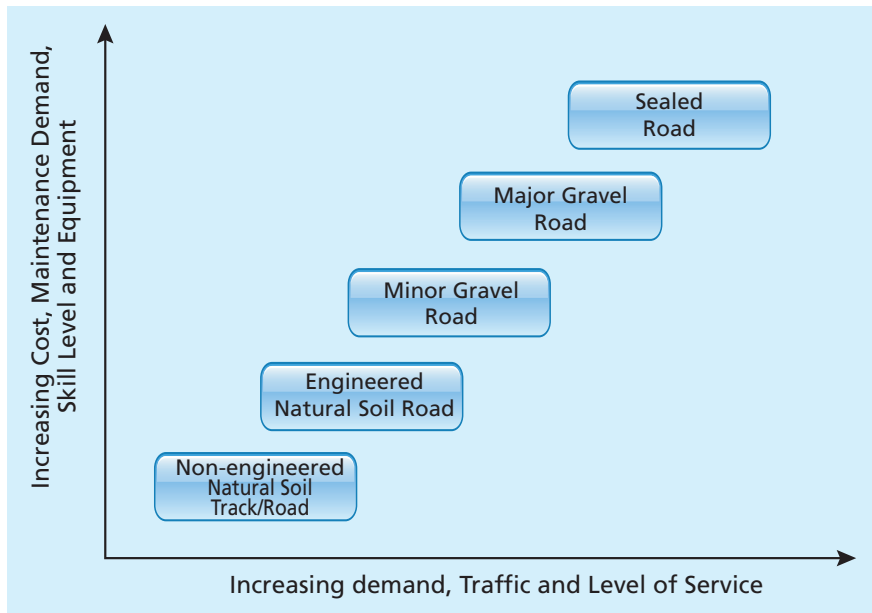 Increasing Cost, Maintenance Demand,
Skill Level and Equipment
Sealed
Road
Major Gravel
Road
Minor Gravel
Road
Engineered
Natural Soil Road
Non-engineered
Natural Soil
Track/Road
Increasing demand, Traffic and Level of Service